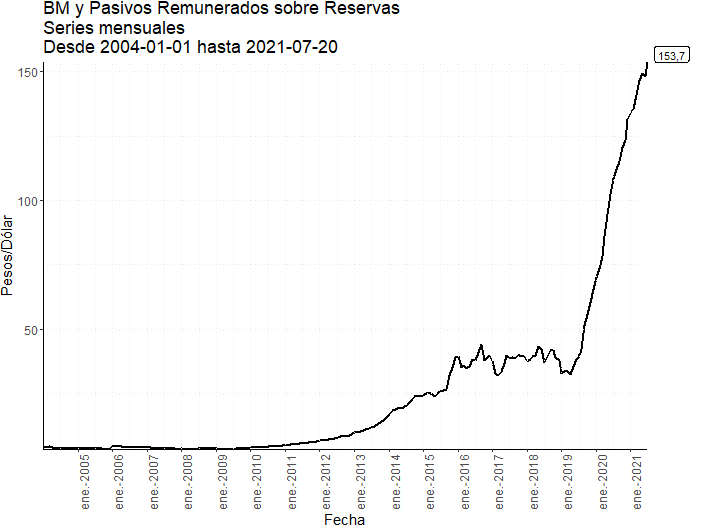 BM y Pasivos Remunerados sobre Reservas
Series mensuales
Desde 2004-01-01 hasta 2021-07-20
153,7
150
100
50
Pesos/Dólar
ene.-2005
ene.-2006
ene.-2007
ene.-2008
ene.-2009
ene.-2010
ene.-2011
ene.-2012
ene.-2013
ene.-2014
ene.-2015
ene.-2016
ene.-2017
ene.-2018
ene.-2019
ene.-2020
ene.-2021
Fecha